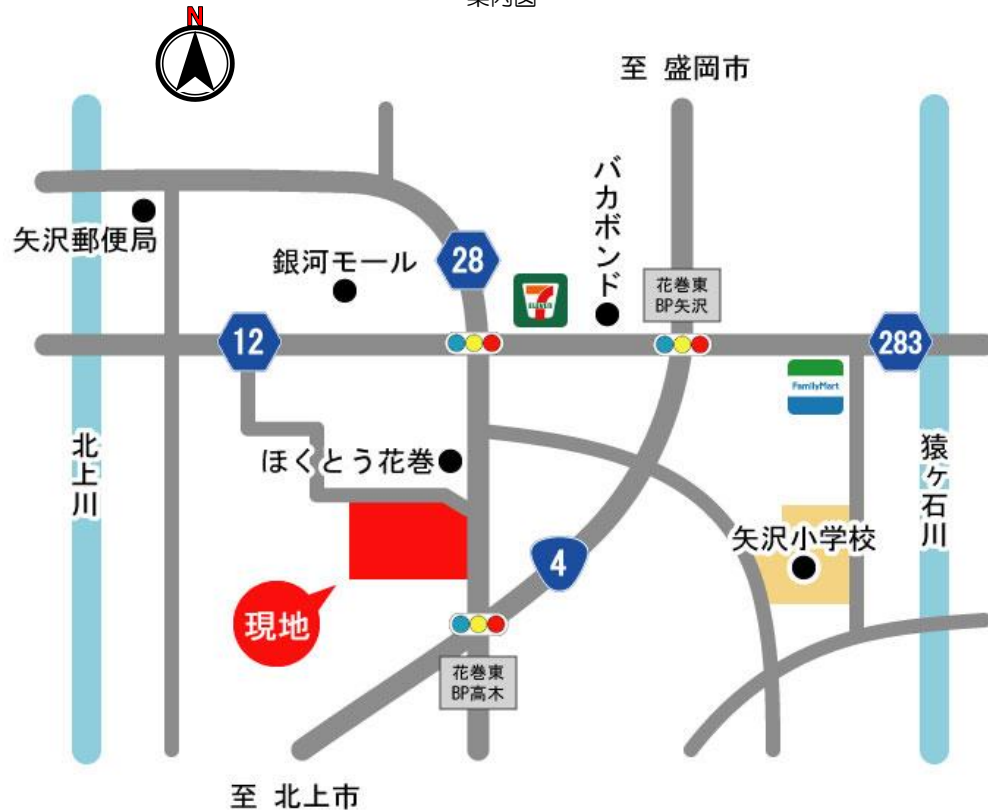 案内図
N
至 盛岡市
バカボンド
矢沢郵便局
銀河モール
28
7
ELEVEN
花巻東
BP矢沢
12
283
FamilyMart
北上川
ほくとう花巻
猿ヶ石川
矢沢小学校
4
現地
花巻東
BP高木
至 北上市